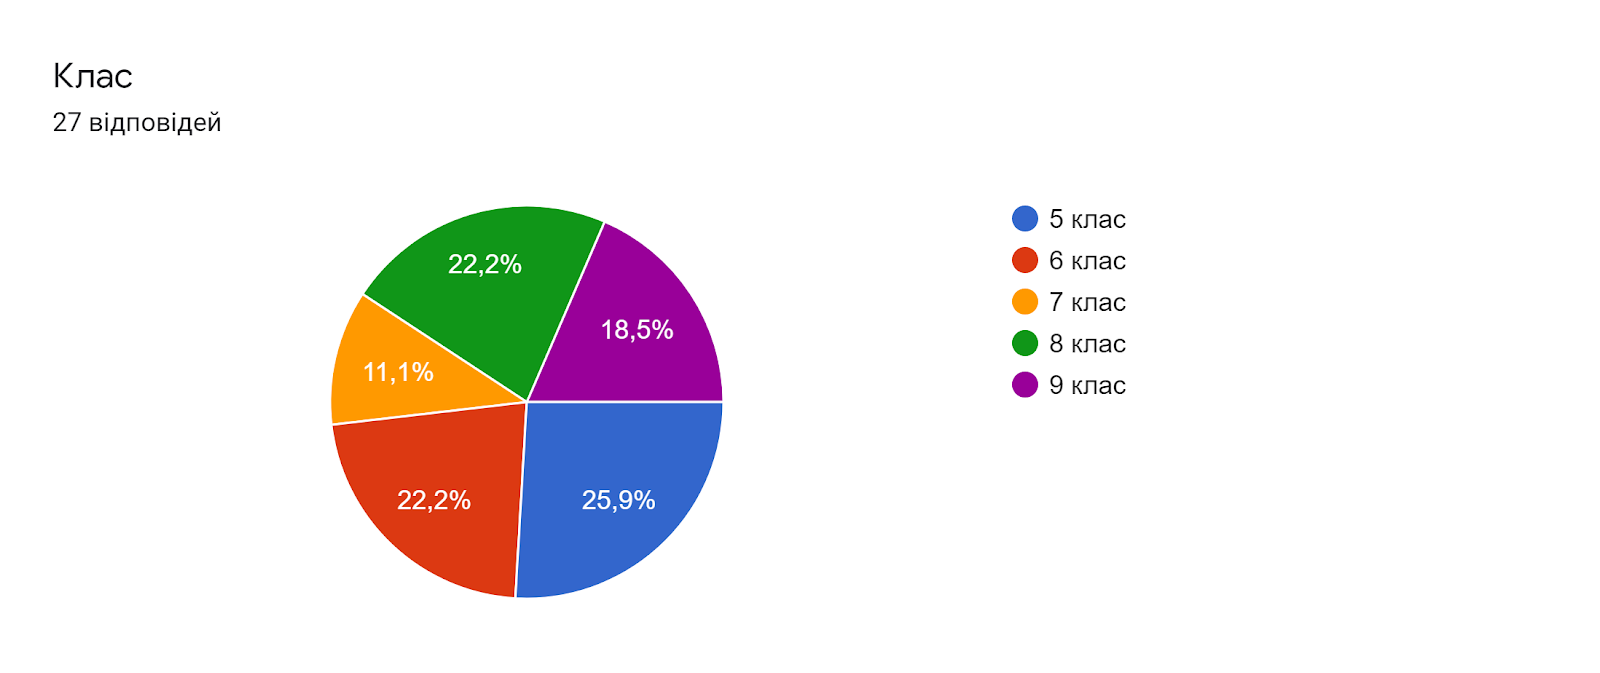 Клас
27 відповідей
22,2%
18,5%
11,1%
22,2%
25,9%
5 клас
6 клас
7 клас
8 клас
9 клас